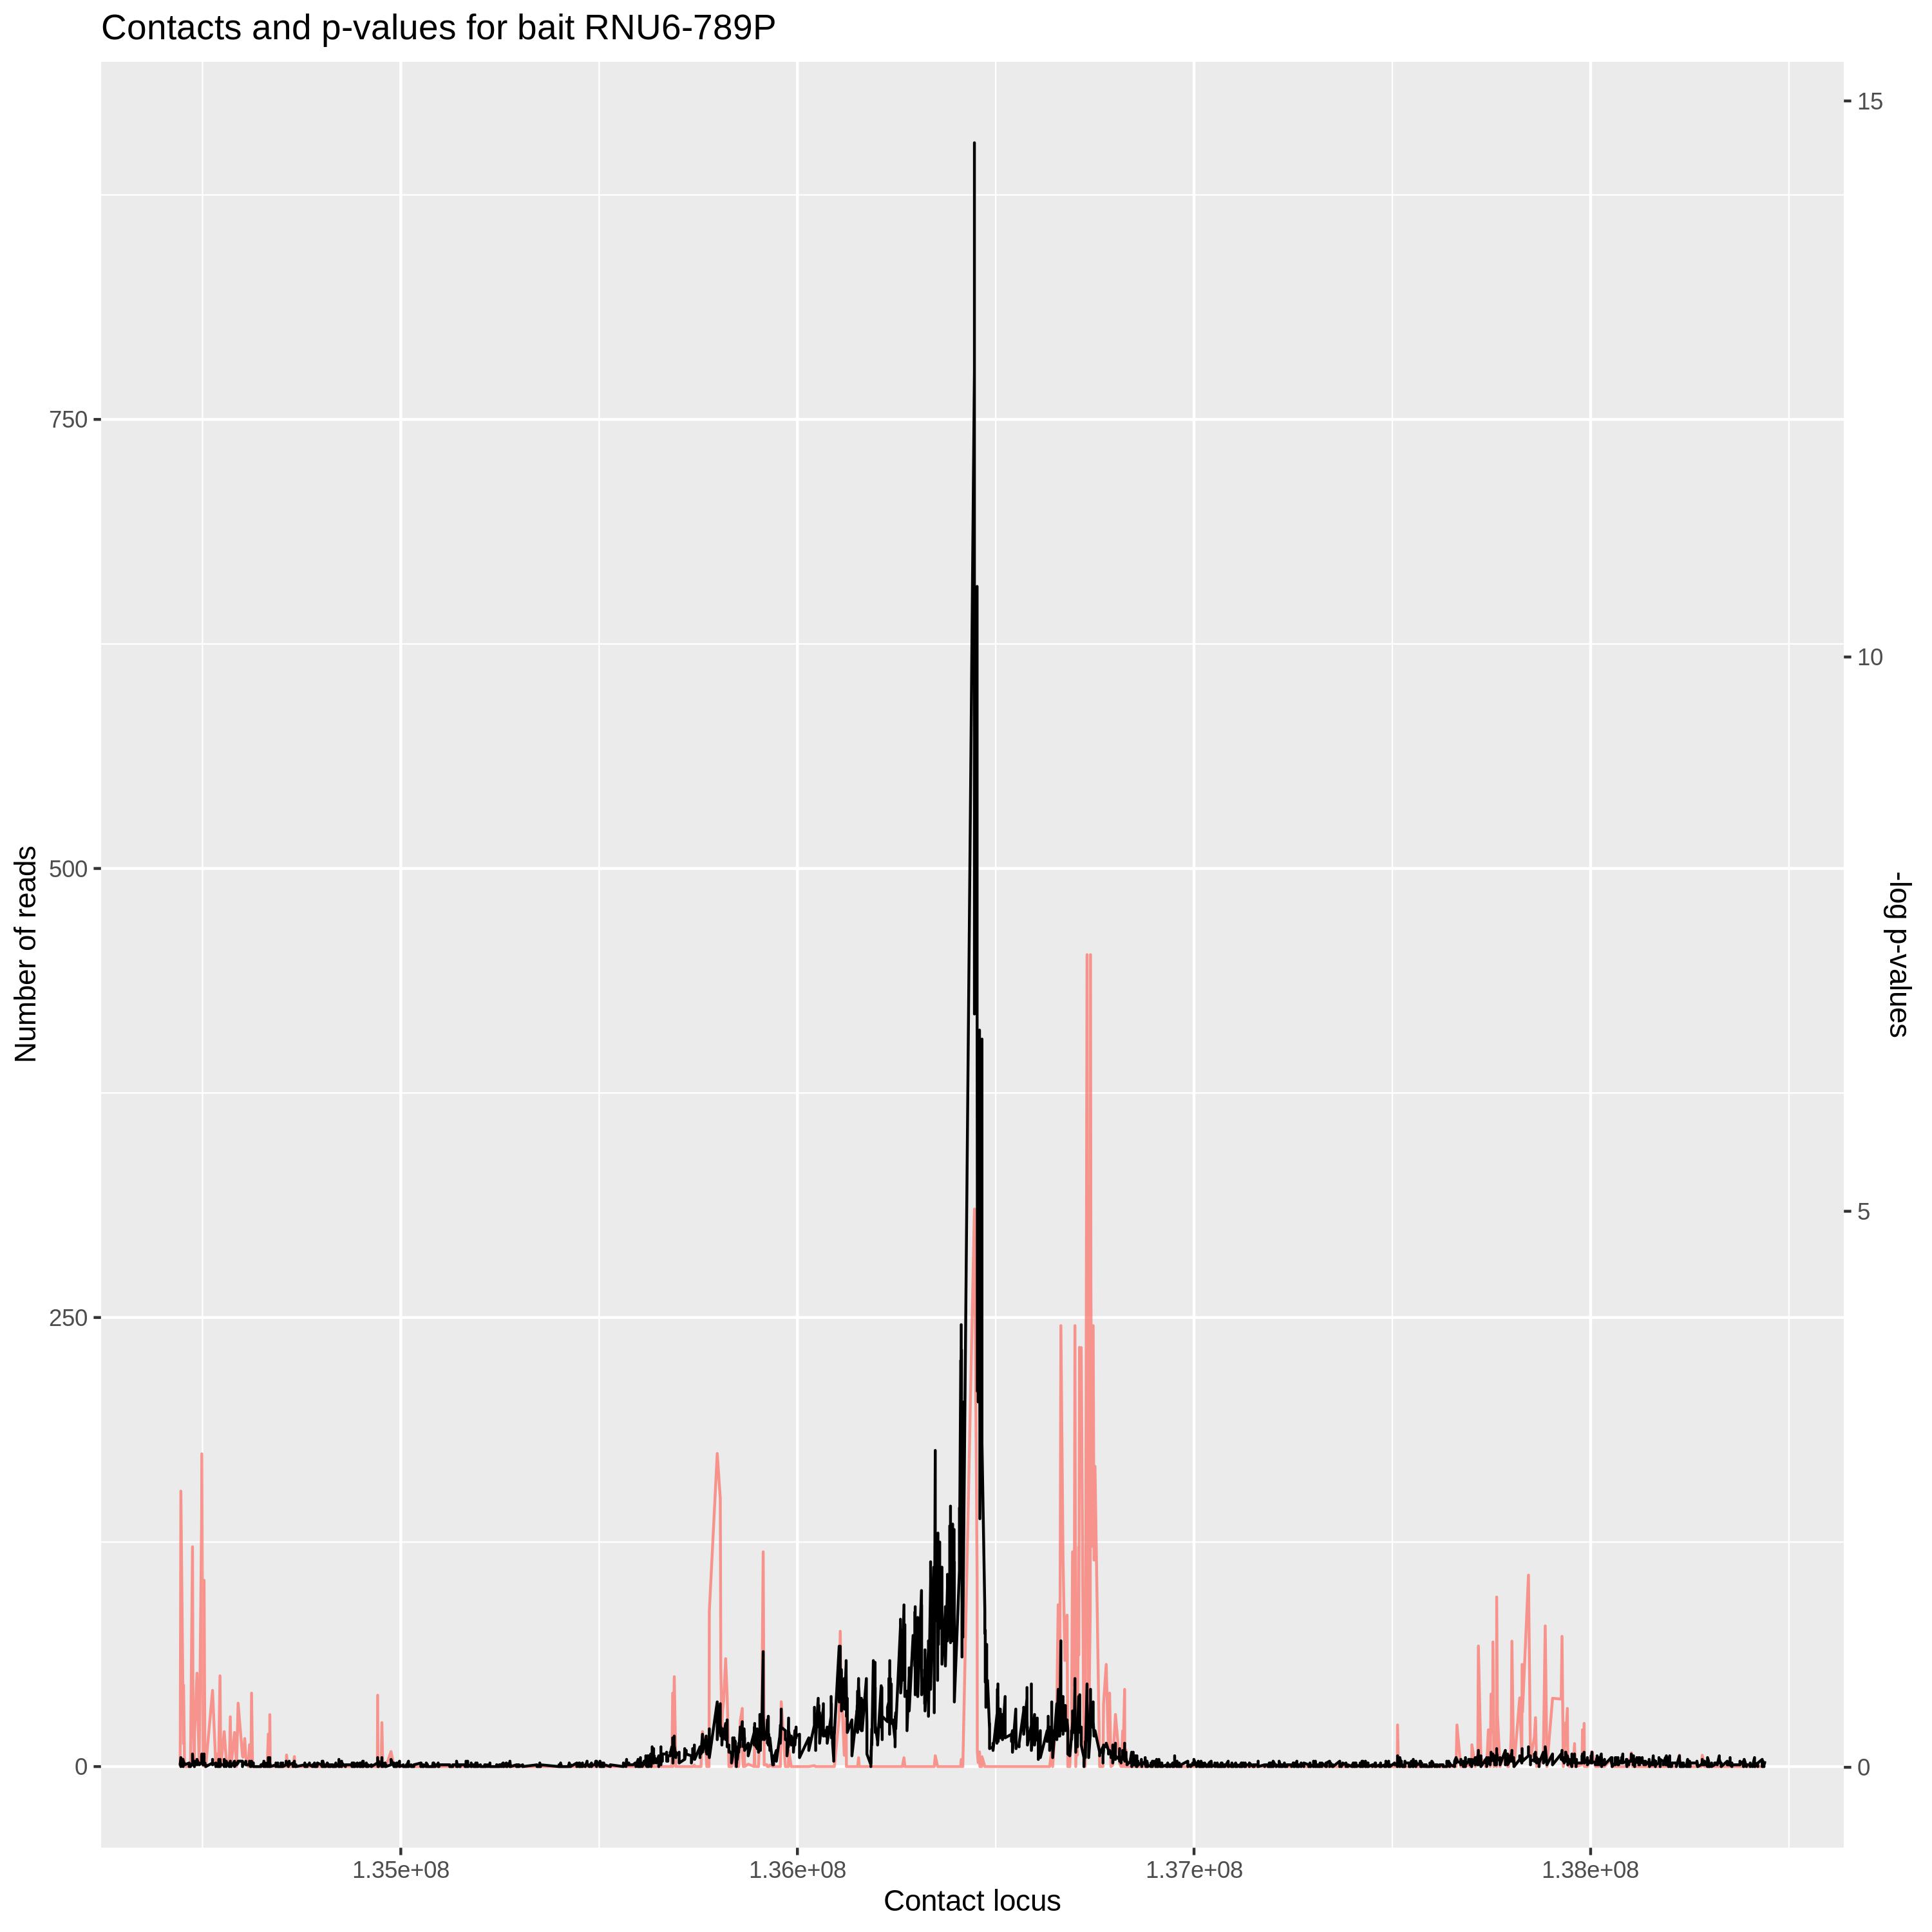 Contacts and p-values for bait RNU6-789P
Number of reads
750
500
250
0
15
10
5
0
-log p-values
1.35e+08
1.36e+08
1.37e+08
1.38e+08
Contact locus